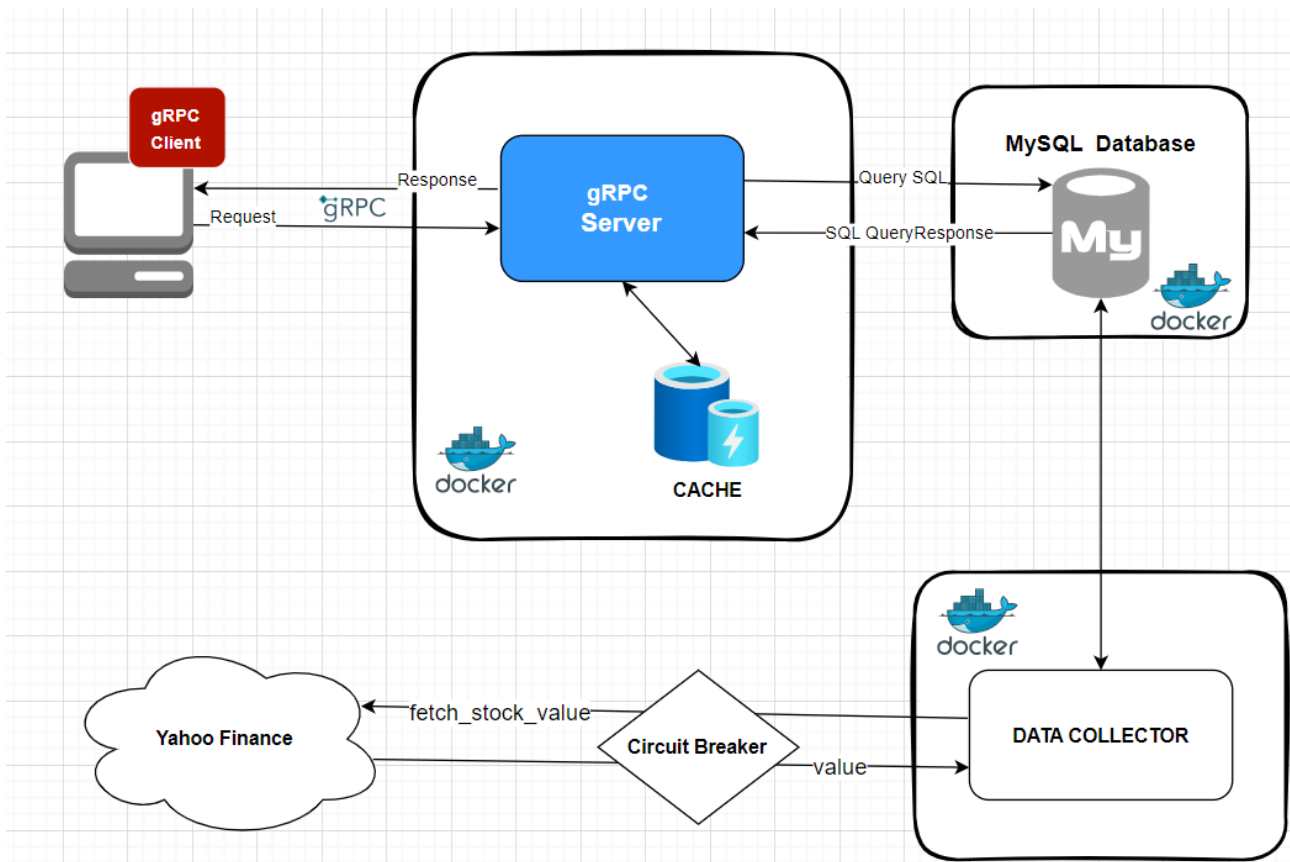 gRPC
Client
Response
Request
gRPC
gRPC
Server
Query SQL
SQL QueryResponse
MySQL Database
My
docker
docker
CACHE
docker
DATA COLLECTOR
fetch_stock_value
Circuit Breaker
value
Yahoo Finance